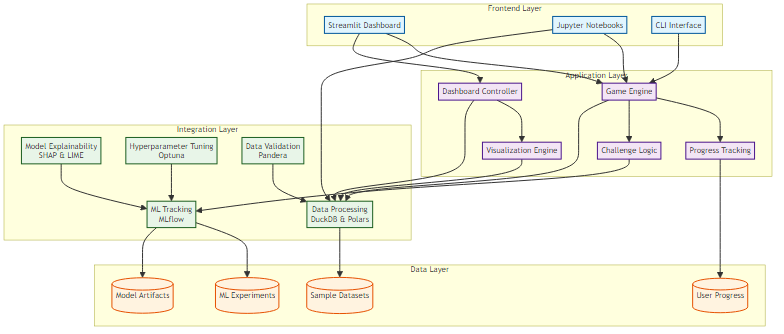 Frontend Layer
Streamlit Dashboard
Jupyter Notebooks
CLI Interface
Application Layer
Dashboard Controller
Game Engine
Integration Layer
Model Explainability
SHAP & LIME
Hyperparameter Tuning
Optuna
Data Validation
Pandera
Visualization Engine
Challenge Logic
Progress Tracking
ML Tracking
MLflow
Data Processing
DuckDB & Polars
Data Layer
Model Artifacts
ML Experiments
Sample Datasets
User Progress